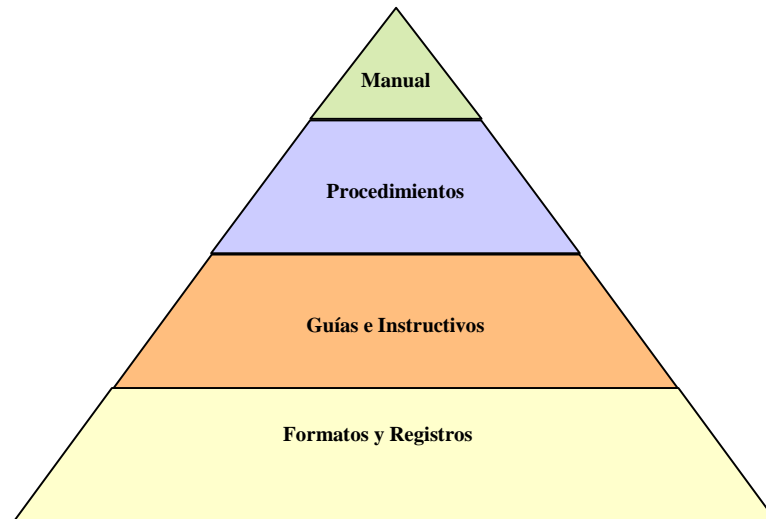 Manual
Procedimientos
Guías e Instructivos
Formatos y Registros